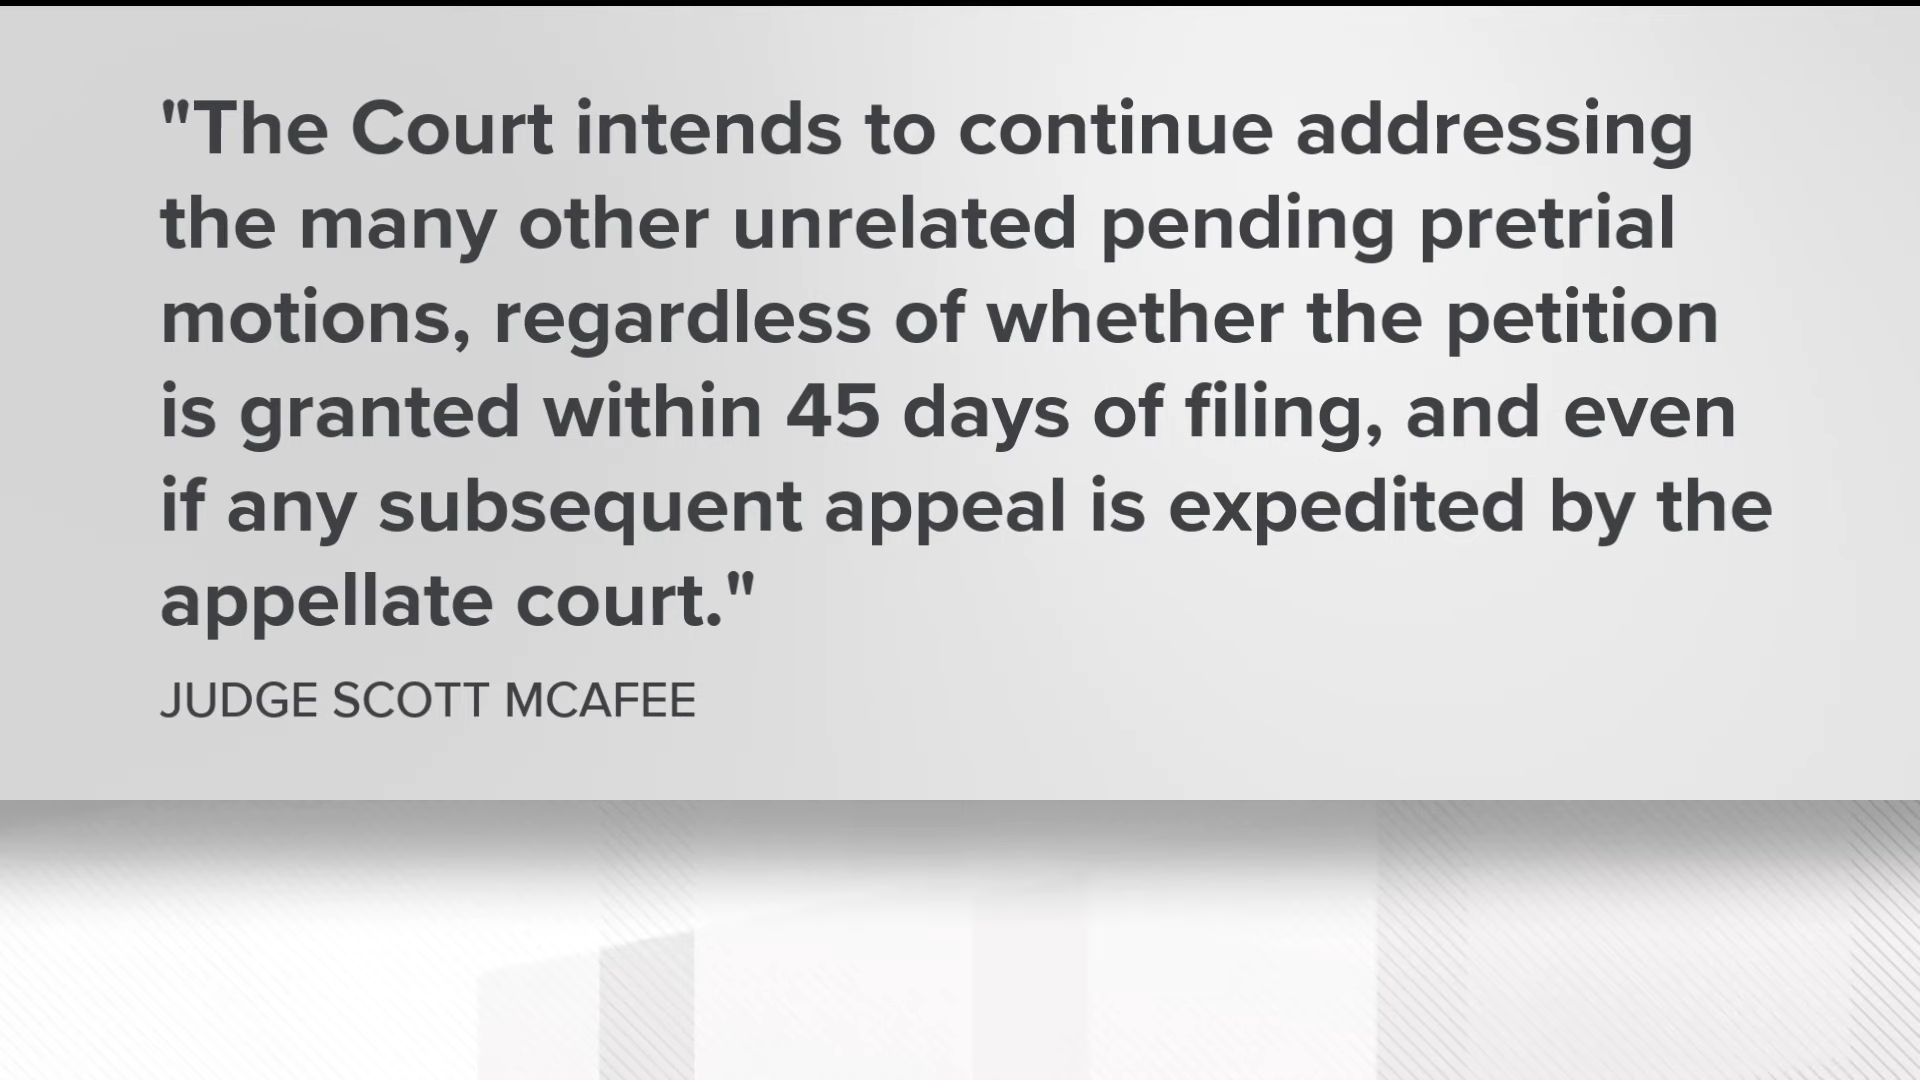 "The Court intends to continue addressing
the many other unrelated pending pretrial
motions, regardless of whether the petition
is granted within 45 days of filing, and even
if any subsequent appeal is expedited by the
appellate court."
JUDGE SCOTT MCAFEE